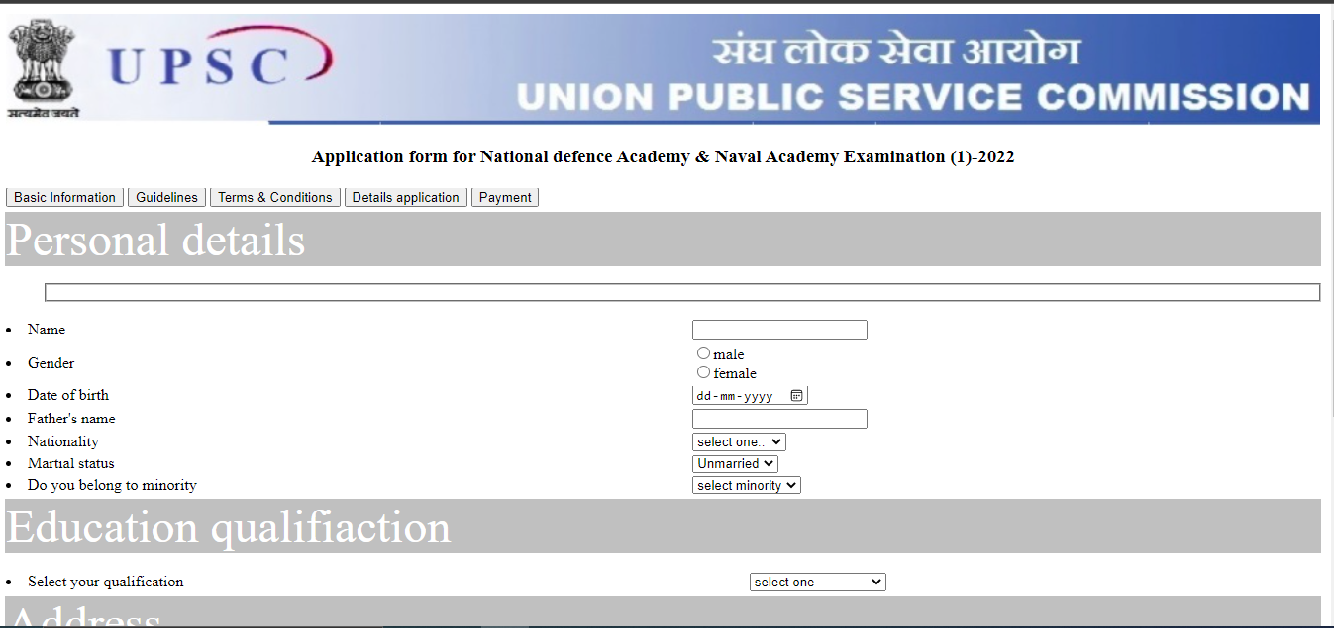 सत्यमेव जयते
UPSC
संघ लोक सेवा आयोग
UNION PUBLIC SERVICE COMMISSION
Application form for National defence Academy & Naval Academy Examination (1)-2022
Basic Information Guidelines Terms & Conditions Details application Payment
Personal details
Name
Gender male
female
Date of birth dd-mm-yyyy
Father's name
Nationality select one..
Martial status Unmarried
Do you belong to minority select minority
Education qualifiaction
Select your qualification select one
Address